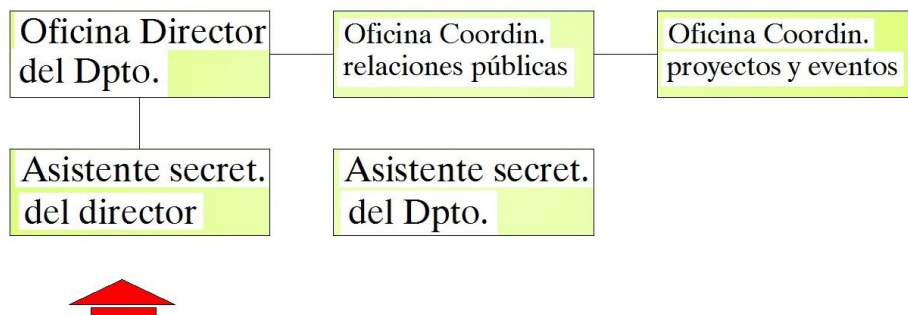 Oficina Director
del Dpto.
Oficina Coordin.
relaciones públicas
Oficina Coordin.
proyectos y eventos
Asistente secret.
del director
Asistente secret.
del Dpto.